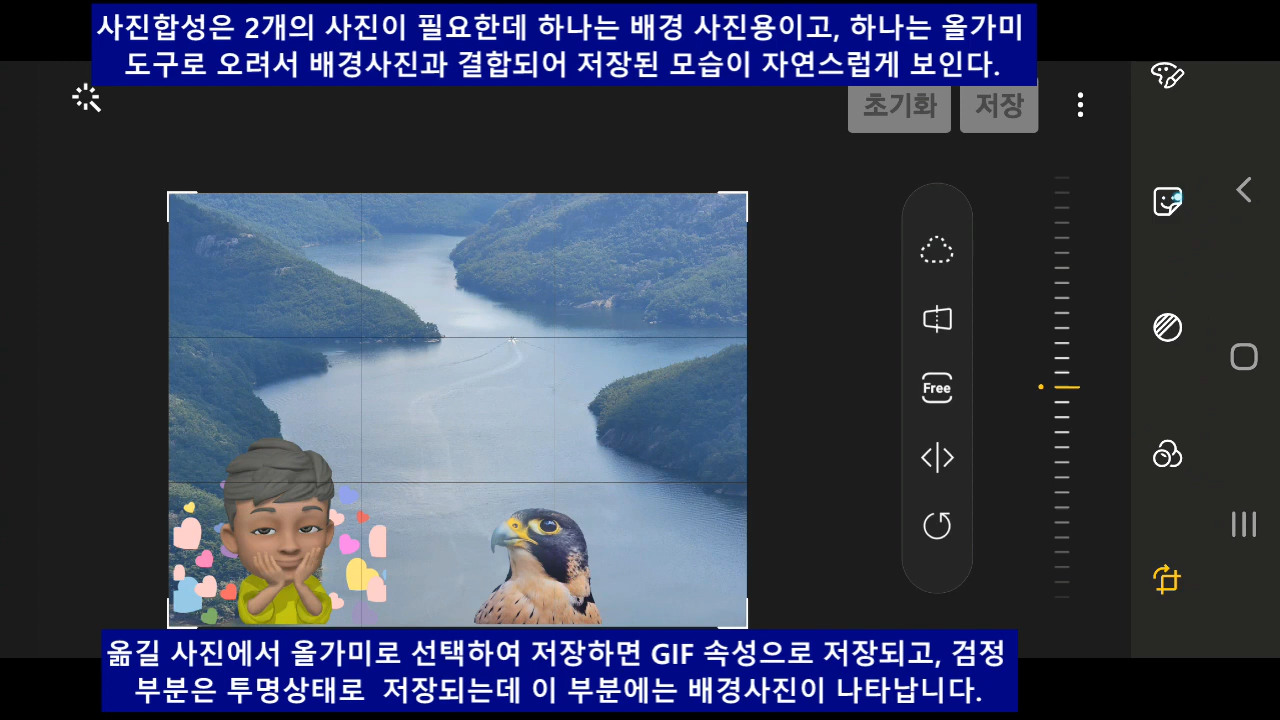 사진합성은 2개의 사진이 필요한데 하나는 배경 사진용이고, 하나는 올가미
도구로 오려서 배경사진과 결합되어 저장된 모습이 자연스럽게 보인다.
초기화 저장
Free
옮길 사진에서 올가미로 선택하여 저장하면 GIF 속성으로 저장되고, 검정
부분은 투명상태로  저장되는데 이 부분에는 배경사진이 나타납니다.